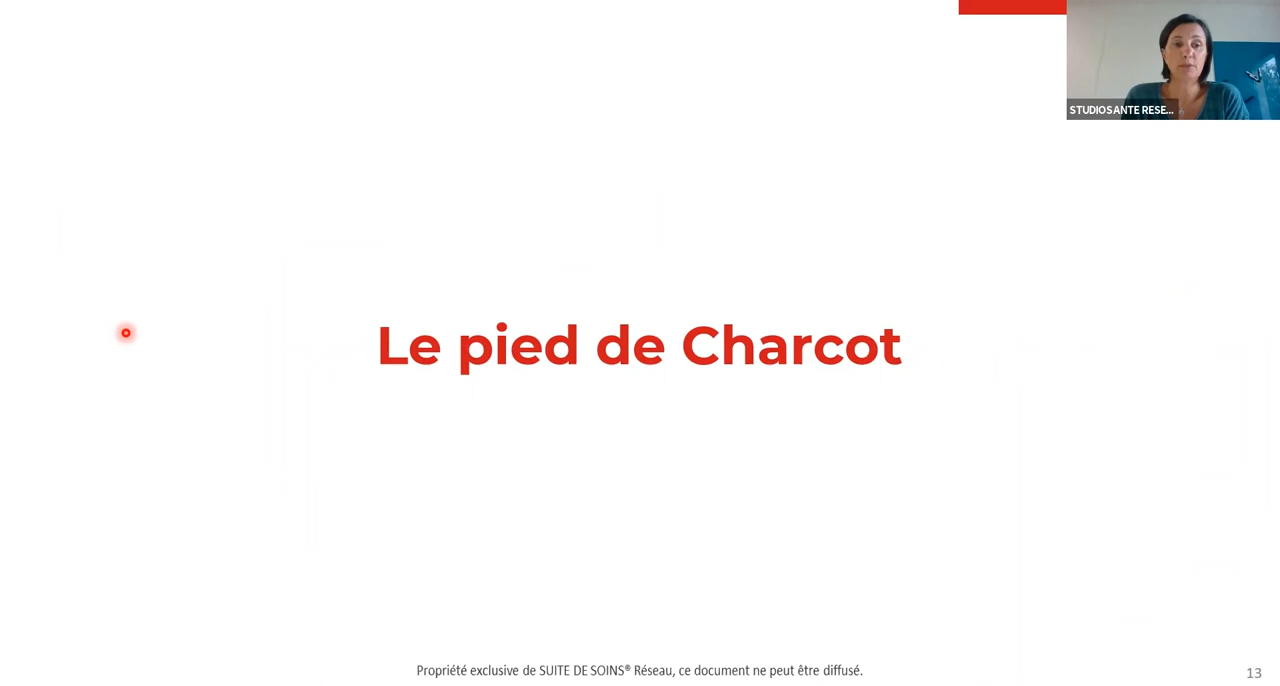 STUDIOSANTE RESE...
Le pied de Charcot
Propriété exclusive de SUITE DE SOINS® Réseau, ce document ne peut être diffusé.
13